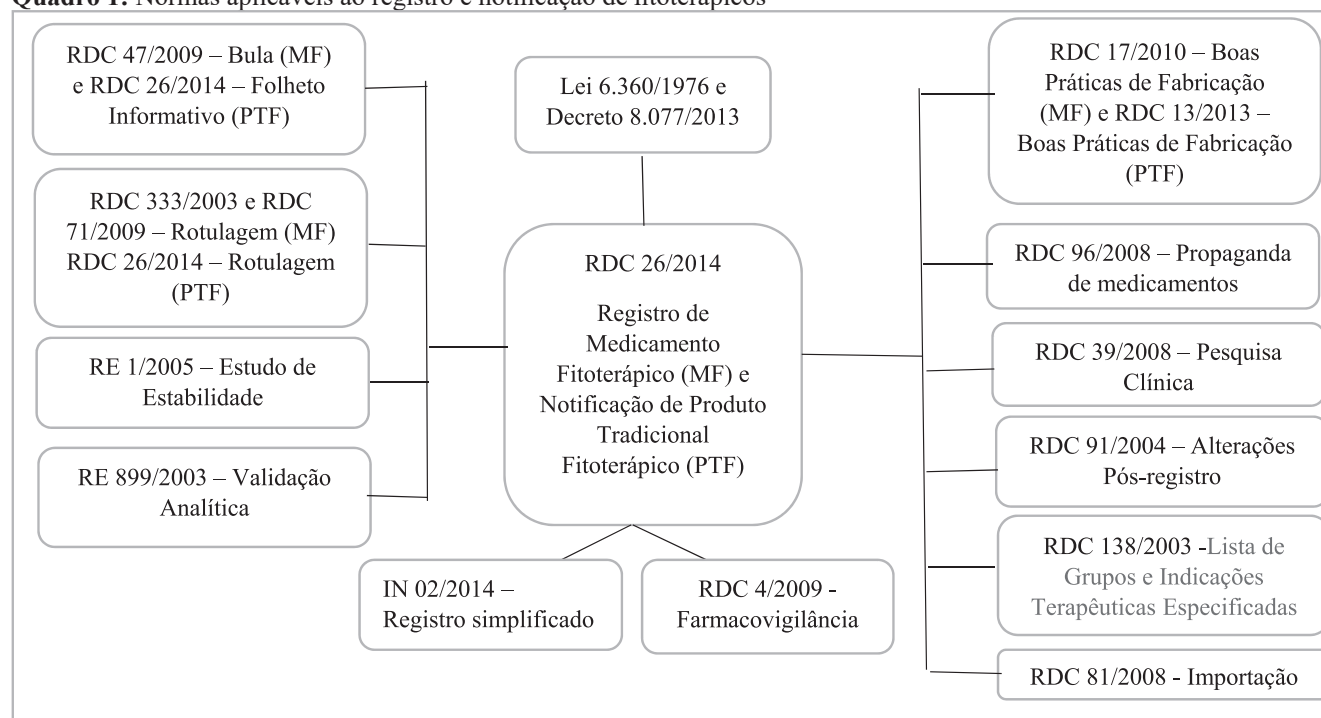 Quadro 1: Normas aplicáveis ao registro e notificação de fitoterápicos
RDC 47/2009 – Bula (MF)
e RDC 26/2014 – Folheto
Informativo (PTF)
RDC 333/2003 e RDC
71/2009 – Rotulagem (MF)
RDC 26/2014 – Rotulagem
(PTF)
RE 1/2005 – Estudo de
Estabilidade
RE 899/2003 – Validação
Analítica
Lei 6.360/1976 e
Decreto 8.077/2013
RDC 26/2014
Registro de
Medicamento
Fitoterápico (MF) e
Notificação de Produto
Tradicional
Fitoterápico (PTF)
IN 02/2014 –
Registro simplificado
RDC 4/2009 -
Farmacovigilância
RDC 17/2010 – Boas
Práticas de Fabricação
(MF) e RDC 13/2013 –
Boas Práticas de Fabricação
(PTF)
RDC 96/2008 – Propaganda
de medicamentos
RDC 39/2008 – Pesquisa
Clínica
RDC 91/2004 – Alterações
Pós-registro
RDC 138/2003 -Lista de
Grupos e Indicações
Terapêuticas Especificadas
RDC 81/2008 - Importação